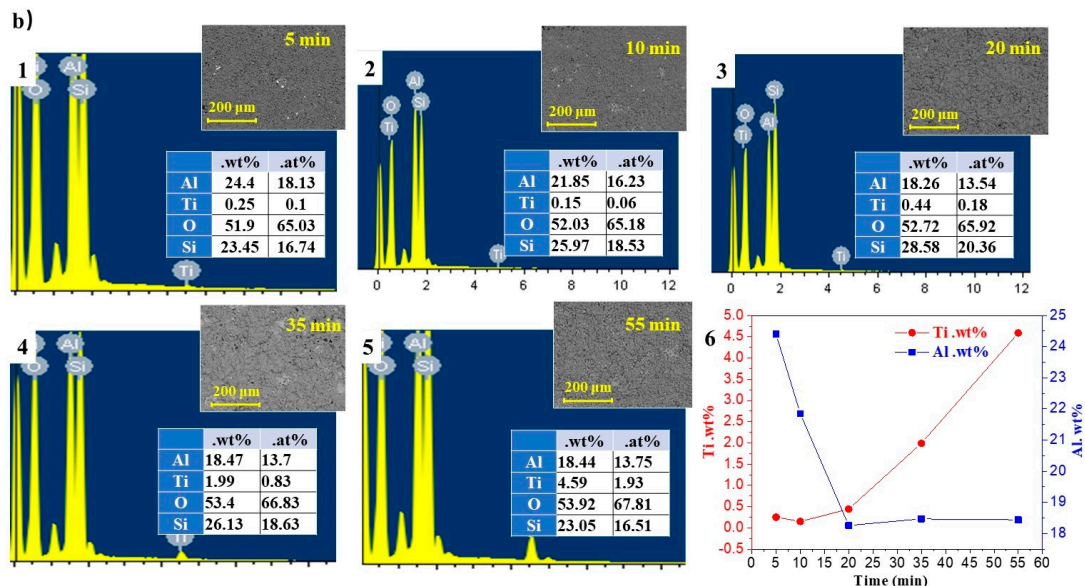 b)
1
5 min
200 μm
Al
O
Si
Ti
.wt% .at%
Al 24.4 18.13
Ti 0.25 0.1
O 51.9 65.03
Si 23.45 16.74
2
10 min
200 μm
Al
O
Si
Ti
Ti
.wt% .at%
Al 21.85 16.23
Ti 0.15 0.06
O 52.03 65.18
Si 25.97 18.53
0 2 4 6 8 10 12
3
20 min
200 μm
Si
O
Al
Ti
Ti
.wt% .at%
Al 18.26 13.54
Ti 0.44 0.18
O 52.72 65.92
Si 28.58 20.36
0 2 4 6 8 10 12
4
35 min
200 μm
Al
O
Si
.wt% .at%
Al 18.47 13.7
Ti 1.99 0.83
O 53.4 66.83
Si 26.13 18.63
Ti
5
55 min
200 μm
Al
O
Si
.wt% .at%
Al 18.44 13.75
Ti 4.59 1.93
O 53.92 67.81
Si 23.05 16.51
6
Ti .wt%
Al .wt%
5.0
4.5
4.0
3.5
3.0
2.5
2.0
1.5
1.0
0.5
0.0
-0.5
Ti .wt%
25
24
23
22
21
20
19
18
Al .wt%
0 5 10 15 20 25 30 35 40 45 50 55 60
Time (min)